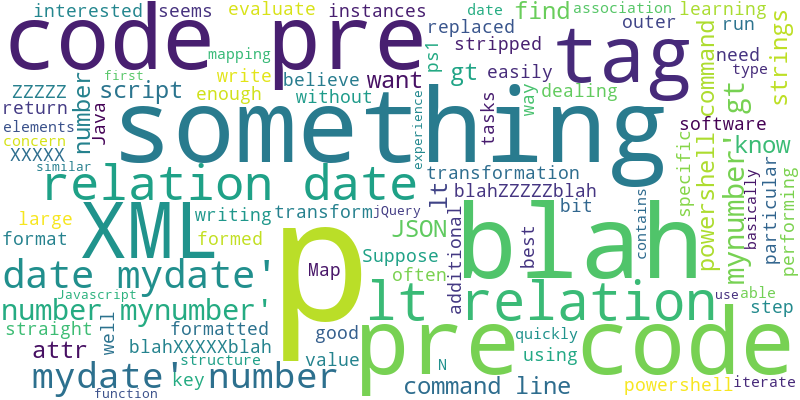 interested seems evaluate instances find date association learning
code pre mapping replaced outer run strings
stripped tag need type
first believe want ps1 gt easily command
ZZZZZ script write way dealing
return number Java enough without something tasks powershell gt
elements software
concern XXXXX experience know
similar relation date lt transformation specific mynumber' basically particular performing
XML writing transform jQuery blahZZZZZblah bit blah
large JSON additional best contains
format formed Map Suppose
date mydate' p often
Javascript lt relation use able
number mynumber' step
straight well formatted good pre code quickly
attr blahXXXXXblah value using
structure N
mydate' number key command line powershell iterate
function